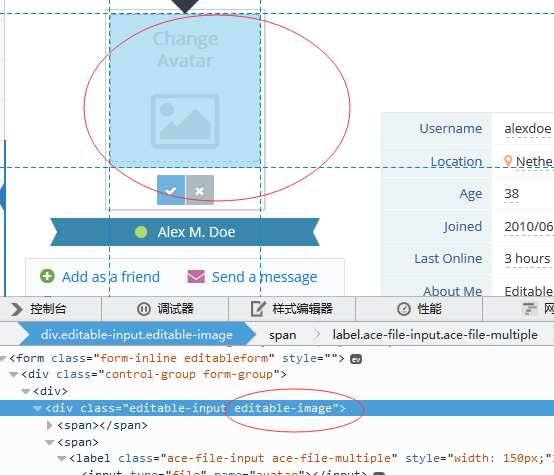 Change
Avatar
Username alexdoe
Location Nethe
Age 38
Joined 2010/06
Last Online 3 hours
About Me Editable
Alex M. Doe
Add as a friend Send a message
控制台 调试器 样式编辑器 性能 网
div.editable-input.editable-image span label.ace-file-input.ace-file-multiple
<form class="form-inline editableform" style=""> ev
<div class="control-group form-group">
<div>
<div class="editable-input editable-image">
<span></span>
<span>
<label class="ace-file-input ace-file-multiple" style="width: 150px;">
<input type="file" name="avatar"></input> ev